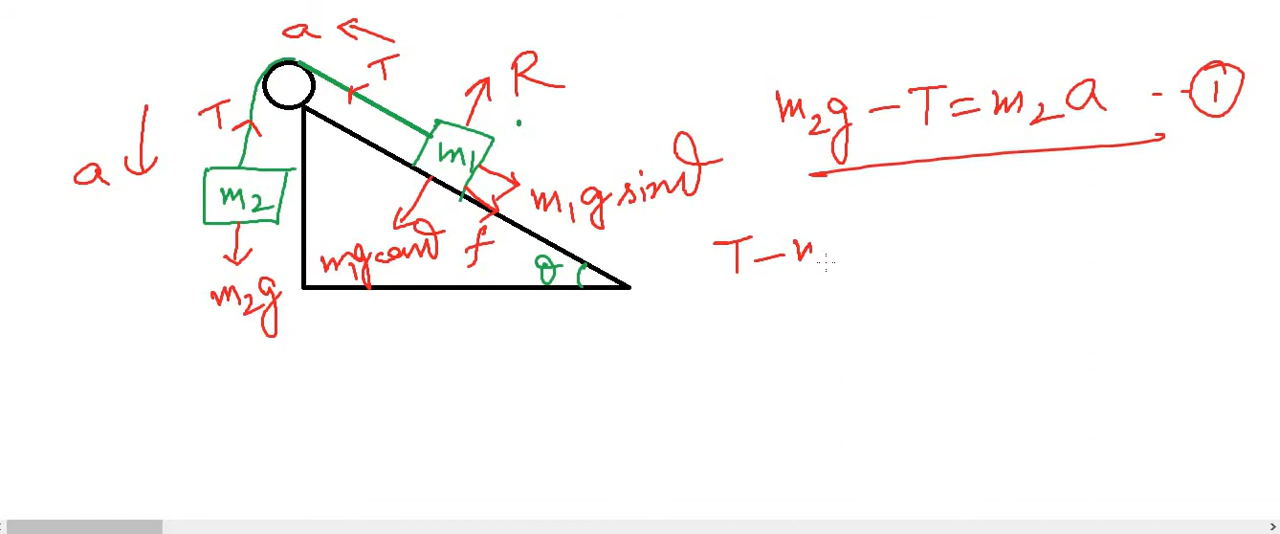 a
T
R
m₂g - T = m₂a - - ①
T
m₁
a
m₂
m₁g sinθ
m₁g cosθ
f
θ
T - m
m₂g